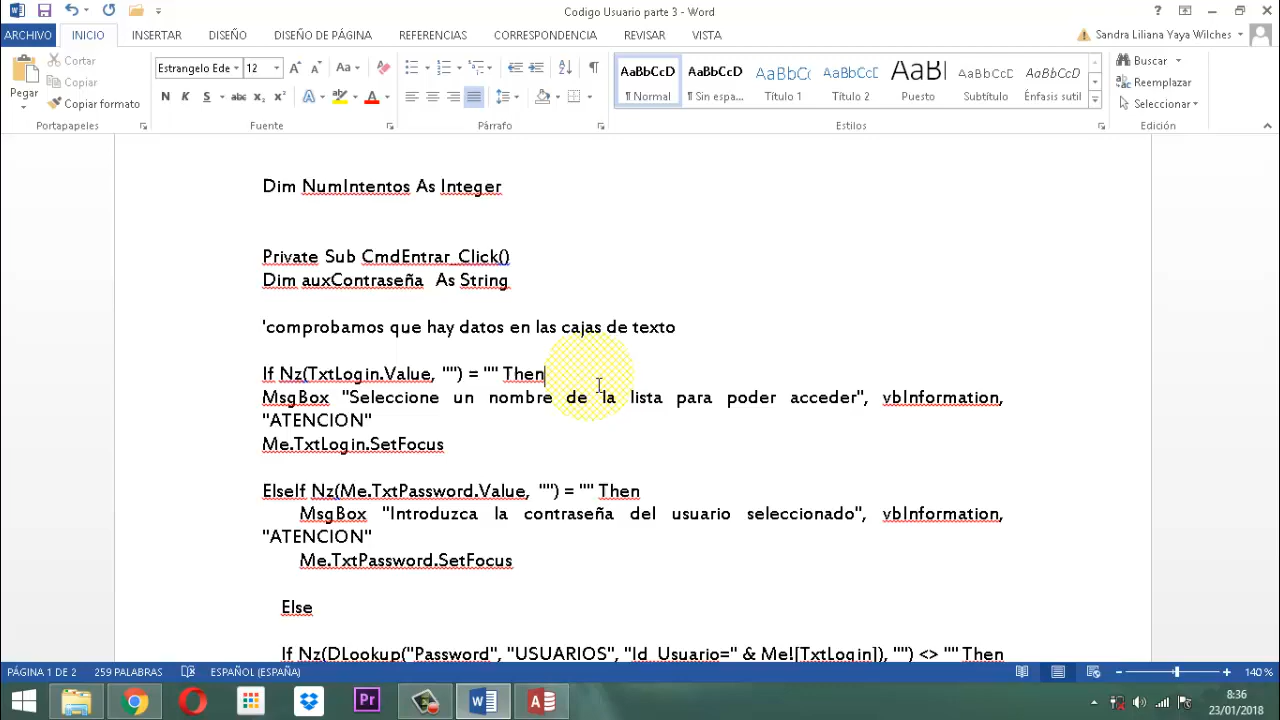 Codigo Usuario parte 3 - Word
ARCHIVO INICIO INSERTAR DISEÑO DISEÑO DE PÁGINA REFERENCIAS CORRESPONDENCIA REVISAR VISTA Sandra Liliana Yaya Wilches
Pegar
Cortar
Copiar
Copiar formato
Portapapeles
Estrangelo Ede 12
N K S abc x₂ x²
Fuente
Párrafo
AaBbCcD AaBbCcD AaBbCcD AaBbCcD AaBl AaBbCcD AaBbCcD
¶ Normal ¶ Sin espa... Título 1 Título 2 Puesto Subtítulo Énfasis sutil
Estilos
Buscar
Reemplazar
Seleccionar
Edición
Dim NumIntentos As Integer
Private Sub CmdEntrar_Click()
Dim auxContraseña As String
'comprobamos que hay datos en las cajas de texto
If Nz(TxtLogin.Value, "") = "" Then
MsgBox "Seleccione un nombre de la lista para poder acceder", vbInformation,
"ATENCION"
Me.TxtLogin.SetFocus
ElseIf Nz(Me.TxtPassword.Value, "") = "" Then
MsgBox "Introduzca la contraseña del usuario seleccionado", vbInformation,
"ATENCION"
Me.TxtPassword.SetFocus
Else
If Nz(DLookup("Password", "USUARIOS", "Id_Usuario=" & Me![TxtLogin]), "") <> "" Then
PÁGINA 1 DE 2 259 PALABRAS ESPAÑOL (ESPAÑA) 140 %
8:36
23/01/2018